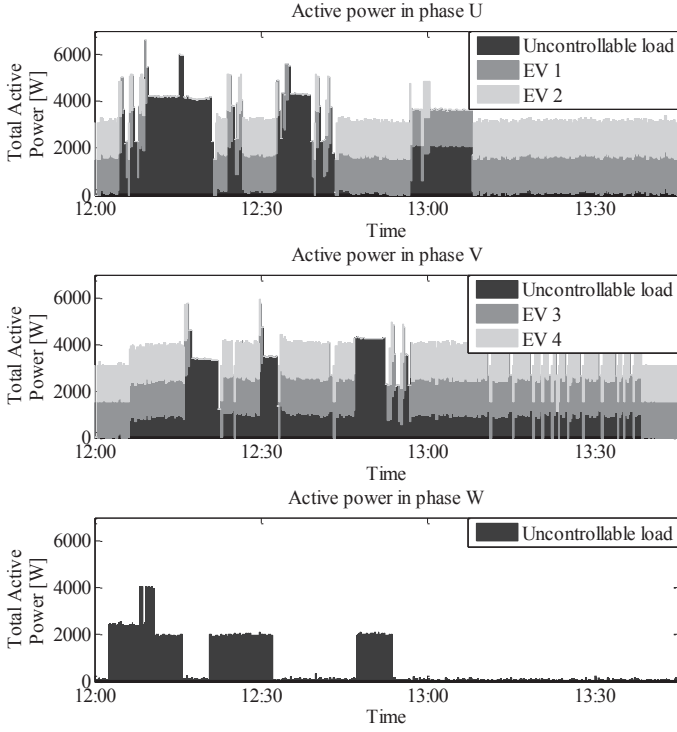 Active power in phase U
Total Active
Power [W]
6000
4000
2000
0
Uncontrollable load
EV 1
EV 2
12:00
12:30
13:00
13:30
Time
Active power in phase V
Total Active
Power [W]
6000
4000
2000
0
Uncontrollable load
EV 3
EV 4
12:00
12:30
13:00
13:30
Time
Active power in phase W
Total Active
Power [W]
6000
4000
2000
0
Uncontrollable load
12:00
12:30
13:00
13:30
Time